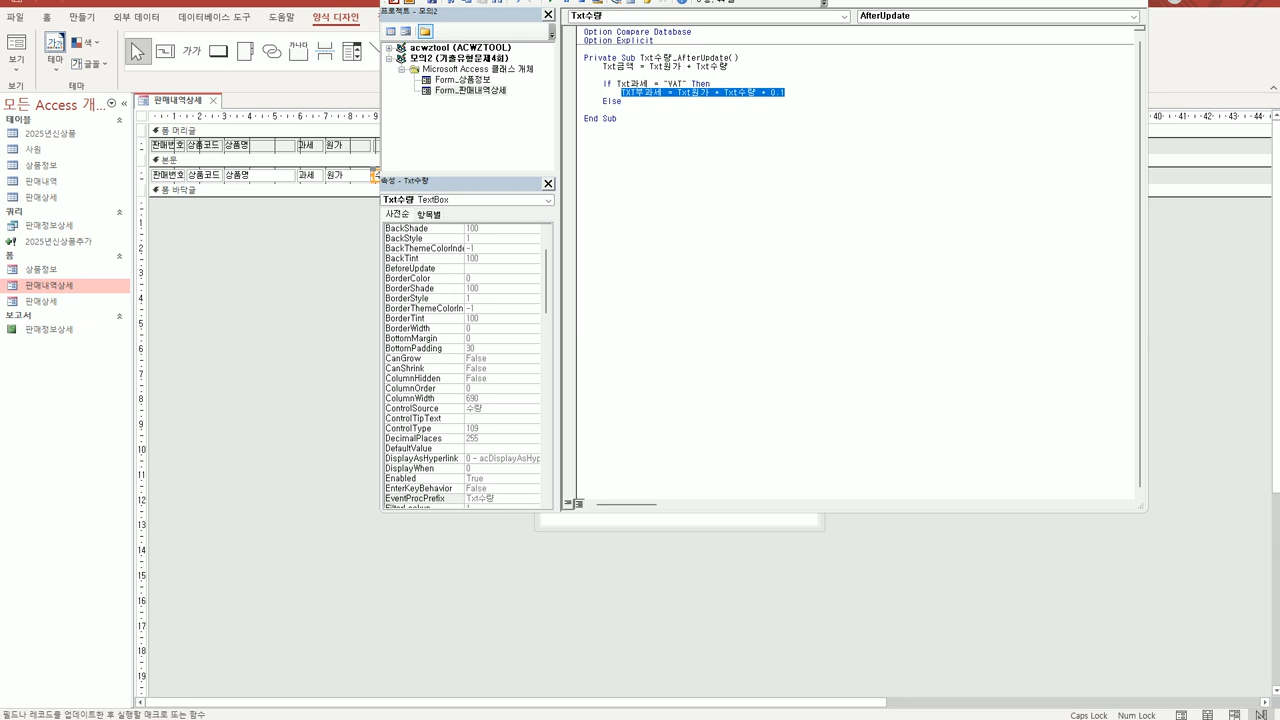 프로젝트 - 모의2
파일 홈 만들기 외부 데이터 데이터베이스 도구 도움말 양식 디자인
보기 테마 색 글꼴 가가 가나다
보기 테마
모든 Access 개...
테이블
2025년신상품
사원
상품정보
판매내역
판매상세
쿼리
판매정보상세
2025년신상품추가
폼
상품정보
판매내역상세
판매상세
보고서
판매정보상세
판매내역상세
폼 머리글
판매번호 상품코드 상품명 과세 원가
본문
판매번호 상품코드 상품명 과세 원가
폼 바닥글
acwztool (ACWZTOOL)
모의2 (기출유형문제4회)
Microsoft Access 클래스 개체
Form_상품정보
Form_판매내역상세
속성 - Txt수량
Txt수량 TextBox
사전순 항목별
BackShade 100
BackStyle 1
BackThemeColorInde -1
BackTint 100
BeforeUpdate
BorderColor 0
BorderShade 100
BorderStyle 1
BorderThemeColorIn -1
BorderTint 100
BorderWidth 0
BottomMargin 0
BottomPadding 30
CanGrow False
CanShrink False
ColumnHidden False
ColumnOrder 0
ColumnWidth 690
ControlSource 수량
ControlTipText
ControlType 109
DecimalPlaces 255
DefaultValue
DisplayAsHyperlink 0 - acDisplayAsHyp
DisplayWhen 0
Enabled True
EnterKeyBehavior False
EventProcPrefix Txt수량
Txt수량 AfterUpdate
Option Compare Database
Option Explicit
Private Sub Txt수량_AfterUpdate()
Txt금액 = Txt원가 * Txt수량
If Txt과세 = "VAT" Then
TXT부과세 = Txt원가 * Txt수량 * 0.1
Else
End Sub
필드나 레코드를 업데이트한 후 실행할 매크로 또는 함수
Caps Lock Num Lock